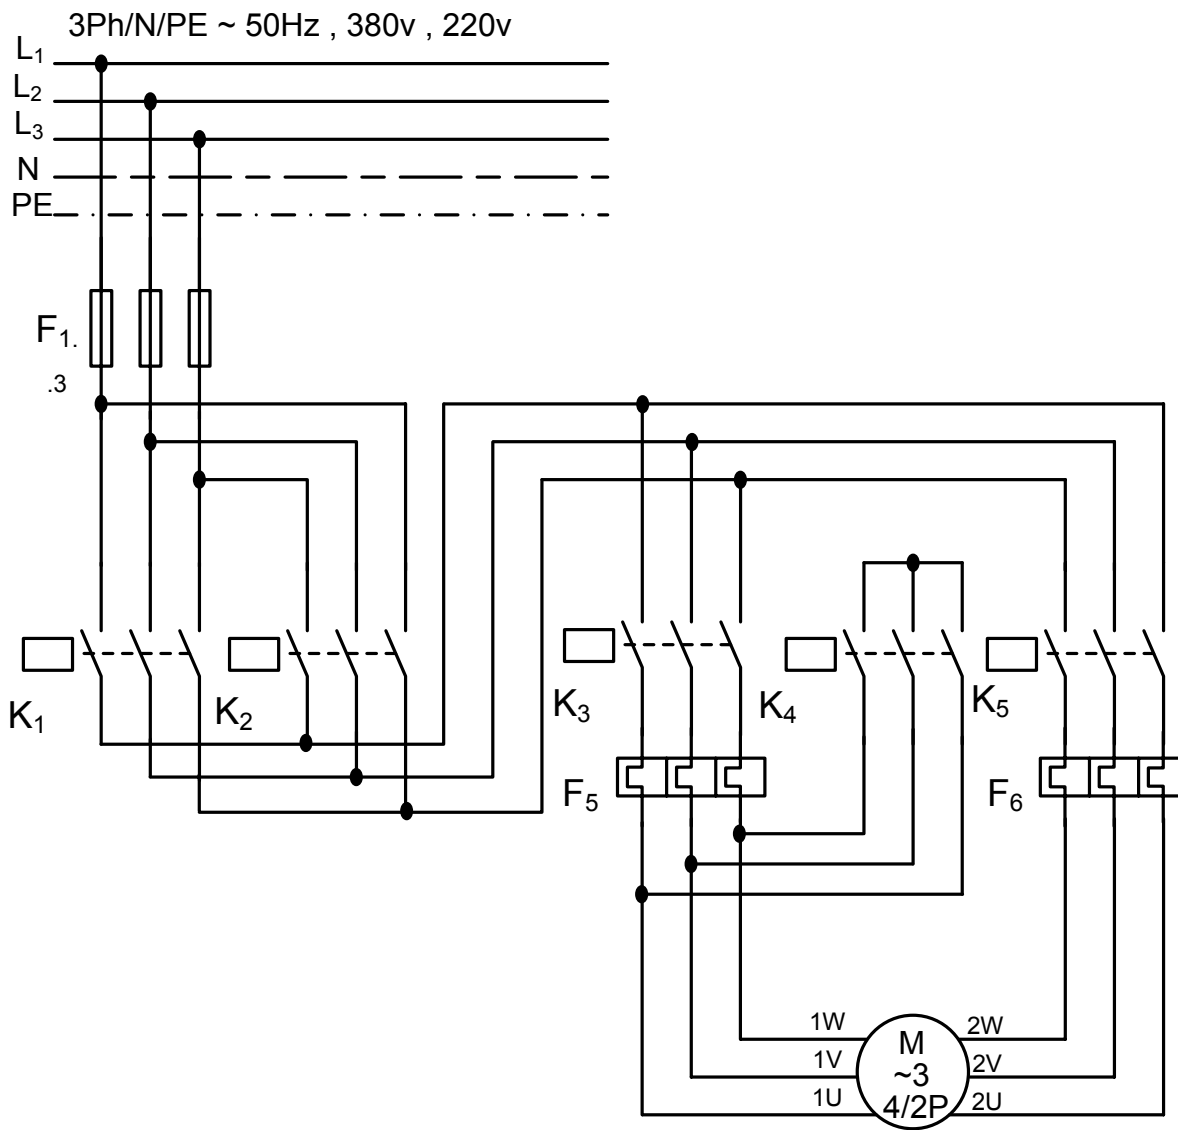 3Ph/N/PE ~ 50Hz , 380v , 220v
L₁
L₂
L₃
N
PE
F₁.
.3
K₁
K₂
K₃
K₄
K₅
F₅
F₆
1W
M
2W
1V
~3
2V
1U
4/2P
2U